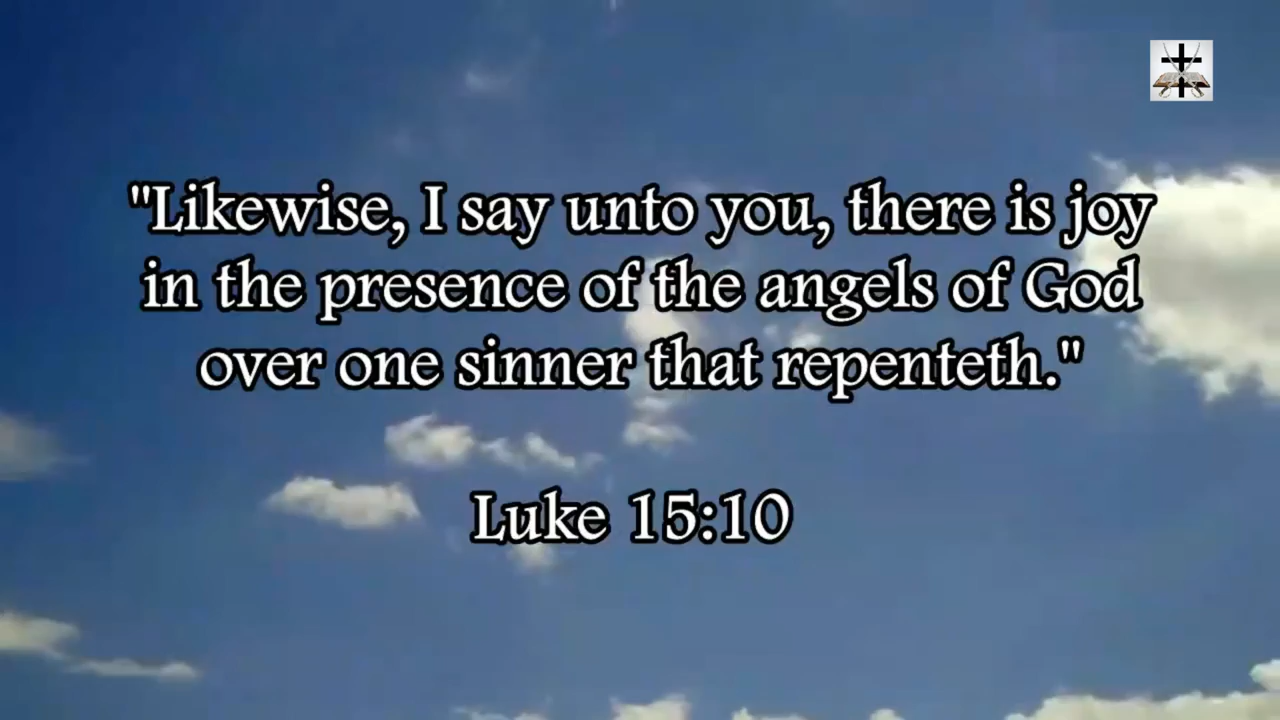 "Likewise, I say unto you, there is joy
in the presence of the angels of God
over one sinner that repenteth."
Luke 15:10